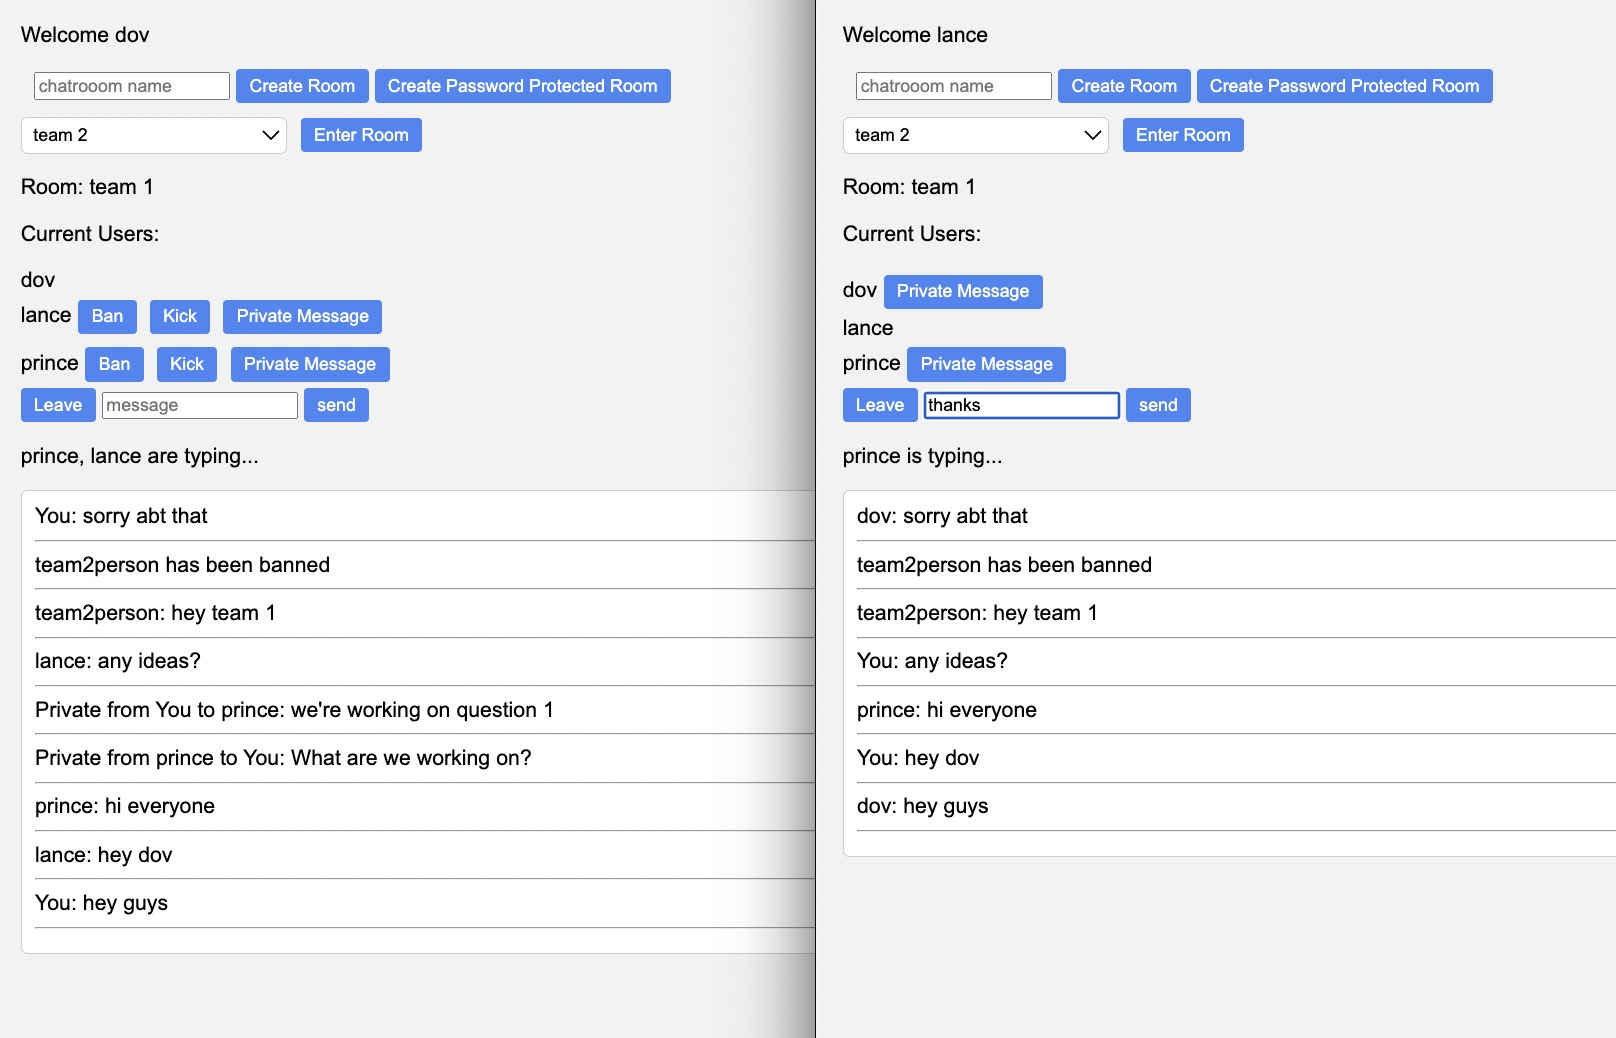 Welcome dov
chatrooom name Create Room Create Password Protected Room
team 2 Enter Room
Room: team 1
Current Users:
dov
lance Ban Kick Private Message
prince Ban Kick Private Message
Leave message send
prince, lance are typing...
You: sorry abt that
team2person has been banned
team2person: hey team 1
lance: any ideas?
Private from You to prince: we're working on question 1
Private from prince to You: What are we working on?
prince: hi everyone
lance: hey dov
You: hey guys
Welcome lance
chatrooom name Create Room Create Password Protected Room
team 2 Enter Room
Room: team 1
Current Users:
dov Private Message
lance
prince Private Message
Leave thanks send
prince is typing...
dov: sorry abt that
team2person has been banned
team2person: hey team 1
You: any ideas?
prince: hi everyone
You: hey dov
dov: hey guys